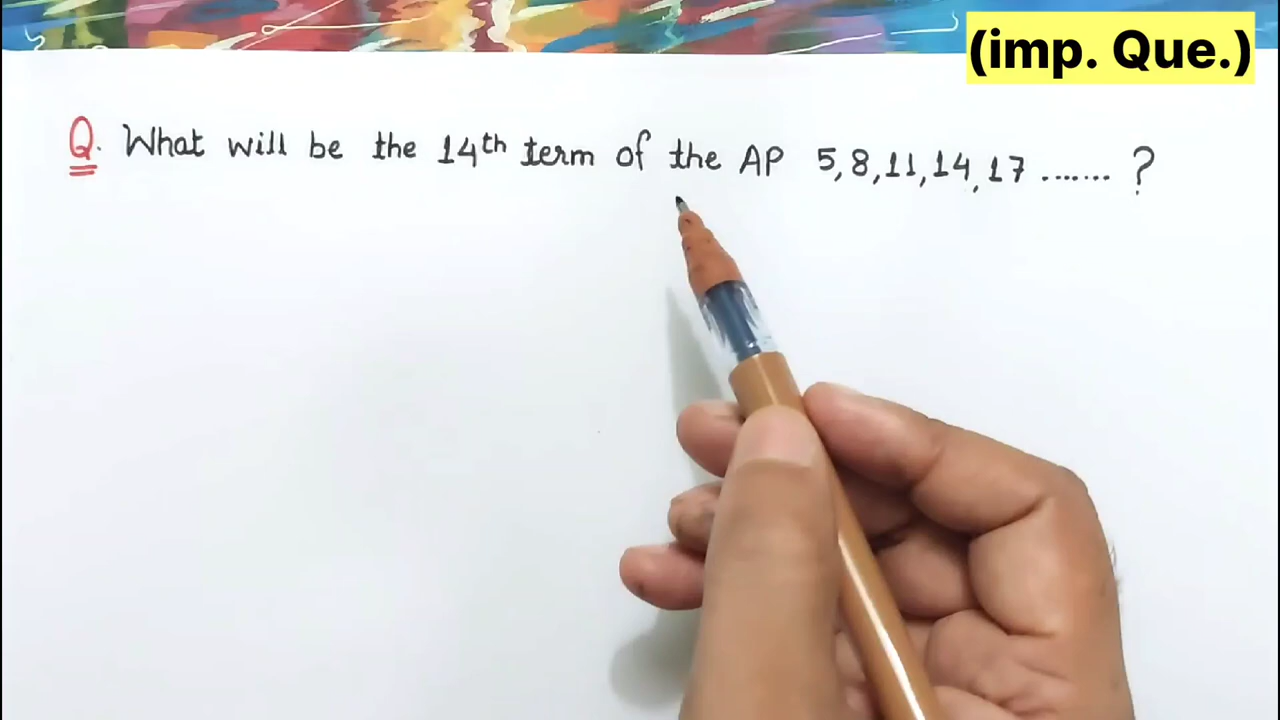 (imp. Que.)
Q. What will be the 14th term of the AP 5, 8, 11, 14, 17 ....... ?